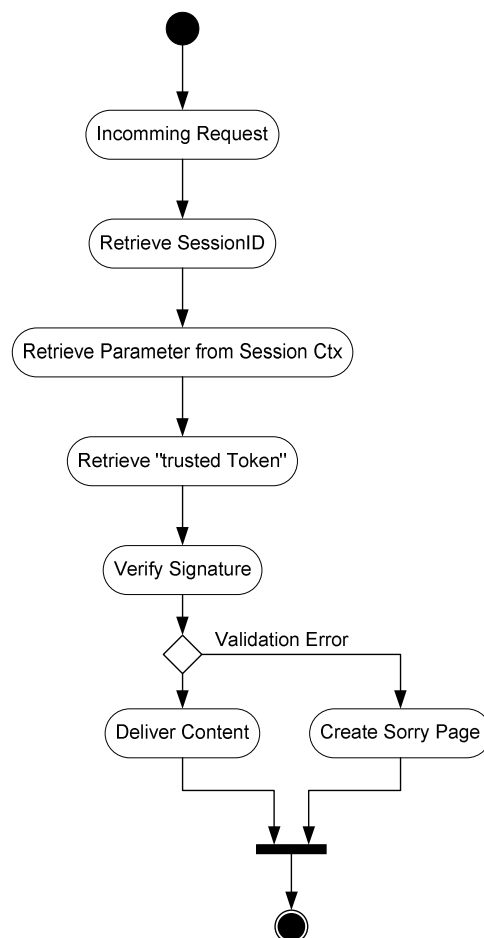 Incomming Request
Retrieve SessionID
Retrieve Parameter from Session Ctx
Retrieve "trusted Token"
Verify Signature
Validation Error
Deliver Content
Create Sorry Page